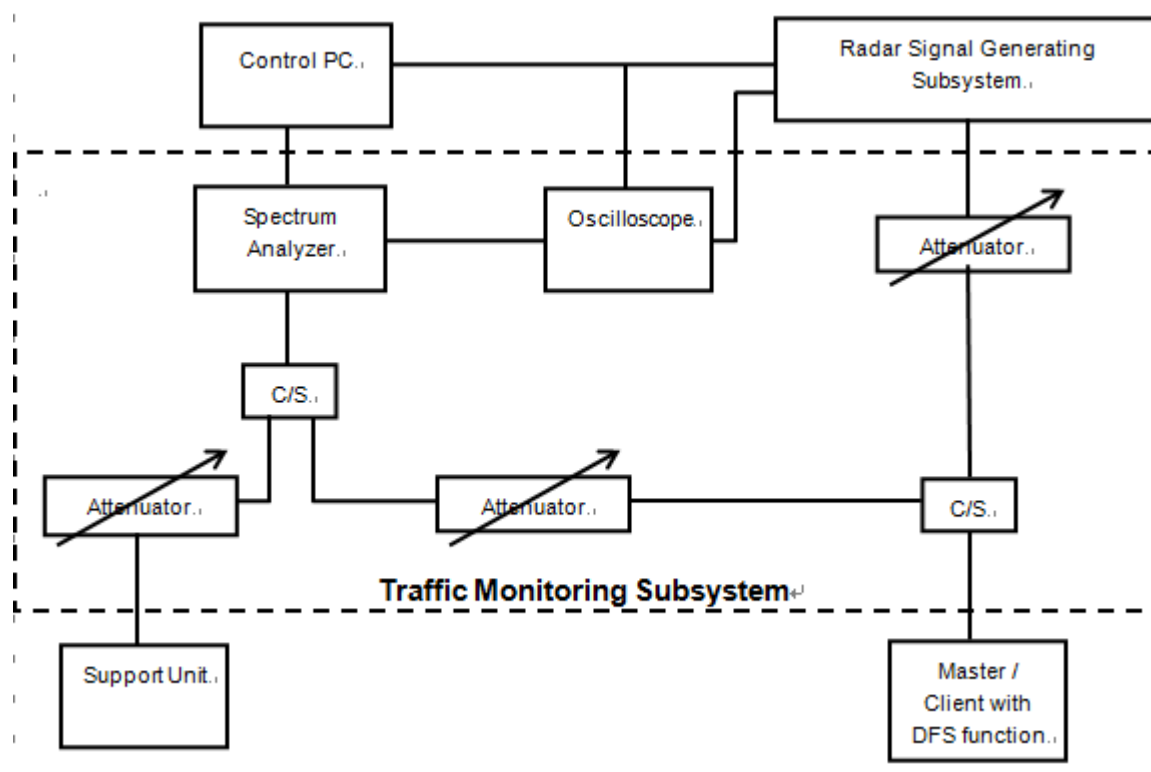 Control PC.
Radar Signal Generating
Subsystem.
Spectrum
Analyzer.
Oscilloscope.
Attenuator.
C/S.
Attenuator.
Attenuator.
C/S.
Traffic Monitoring Subsystem↵
Support Unit.
Master /
Client with
DFS function.